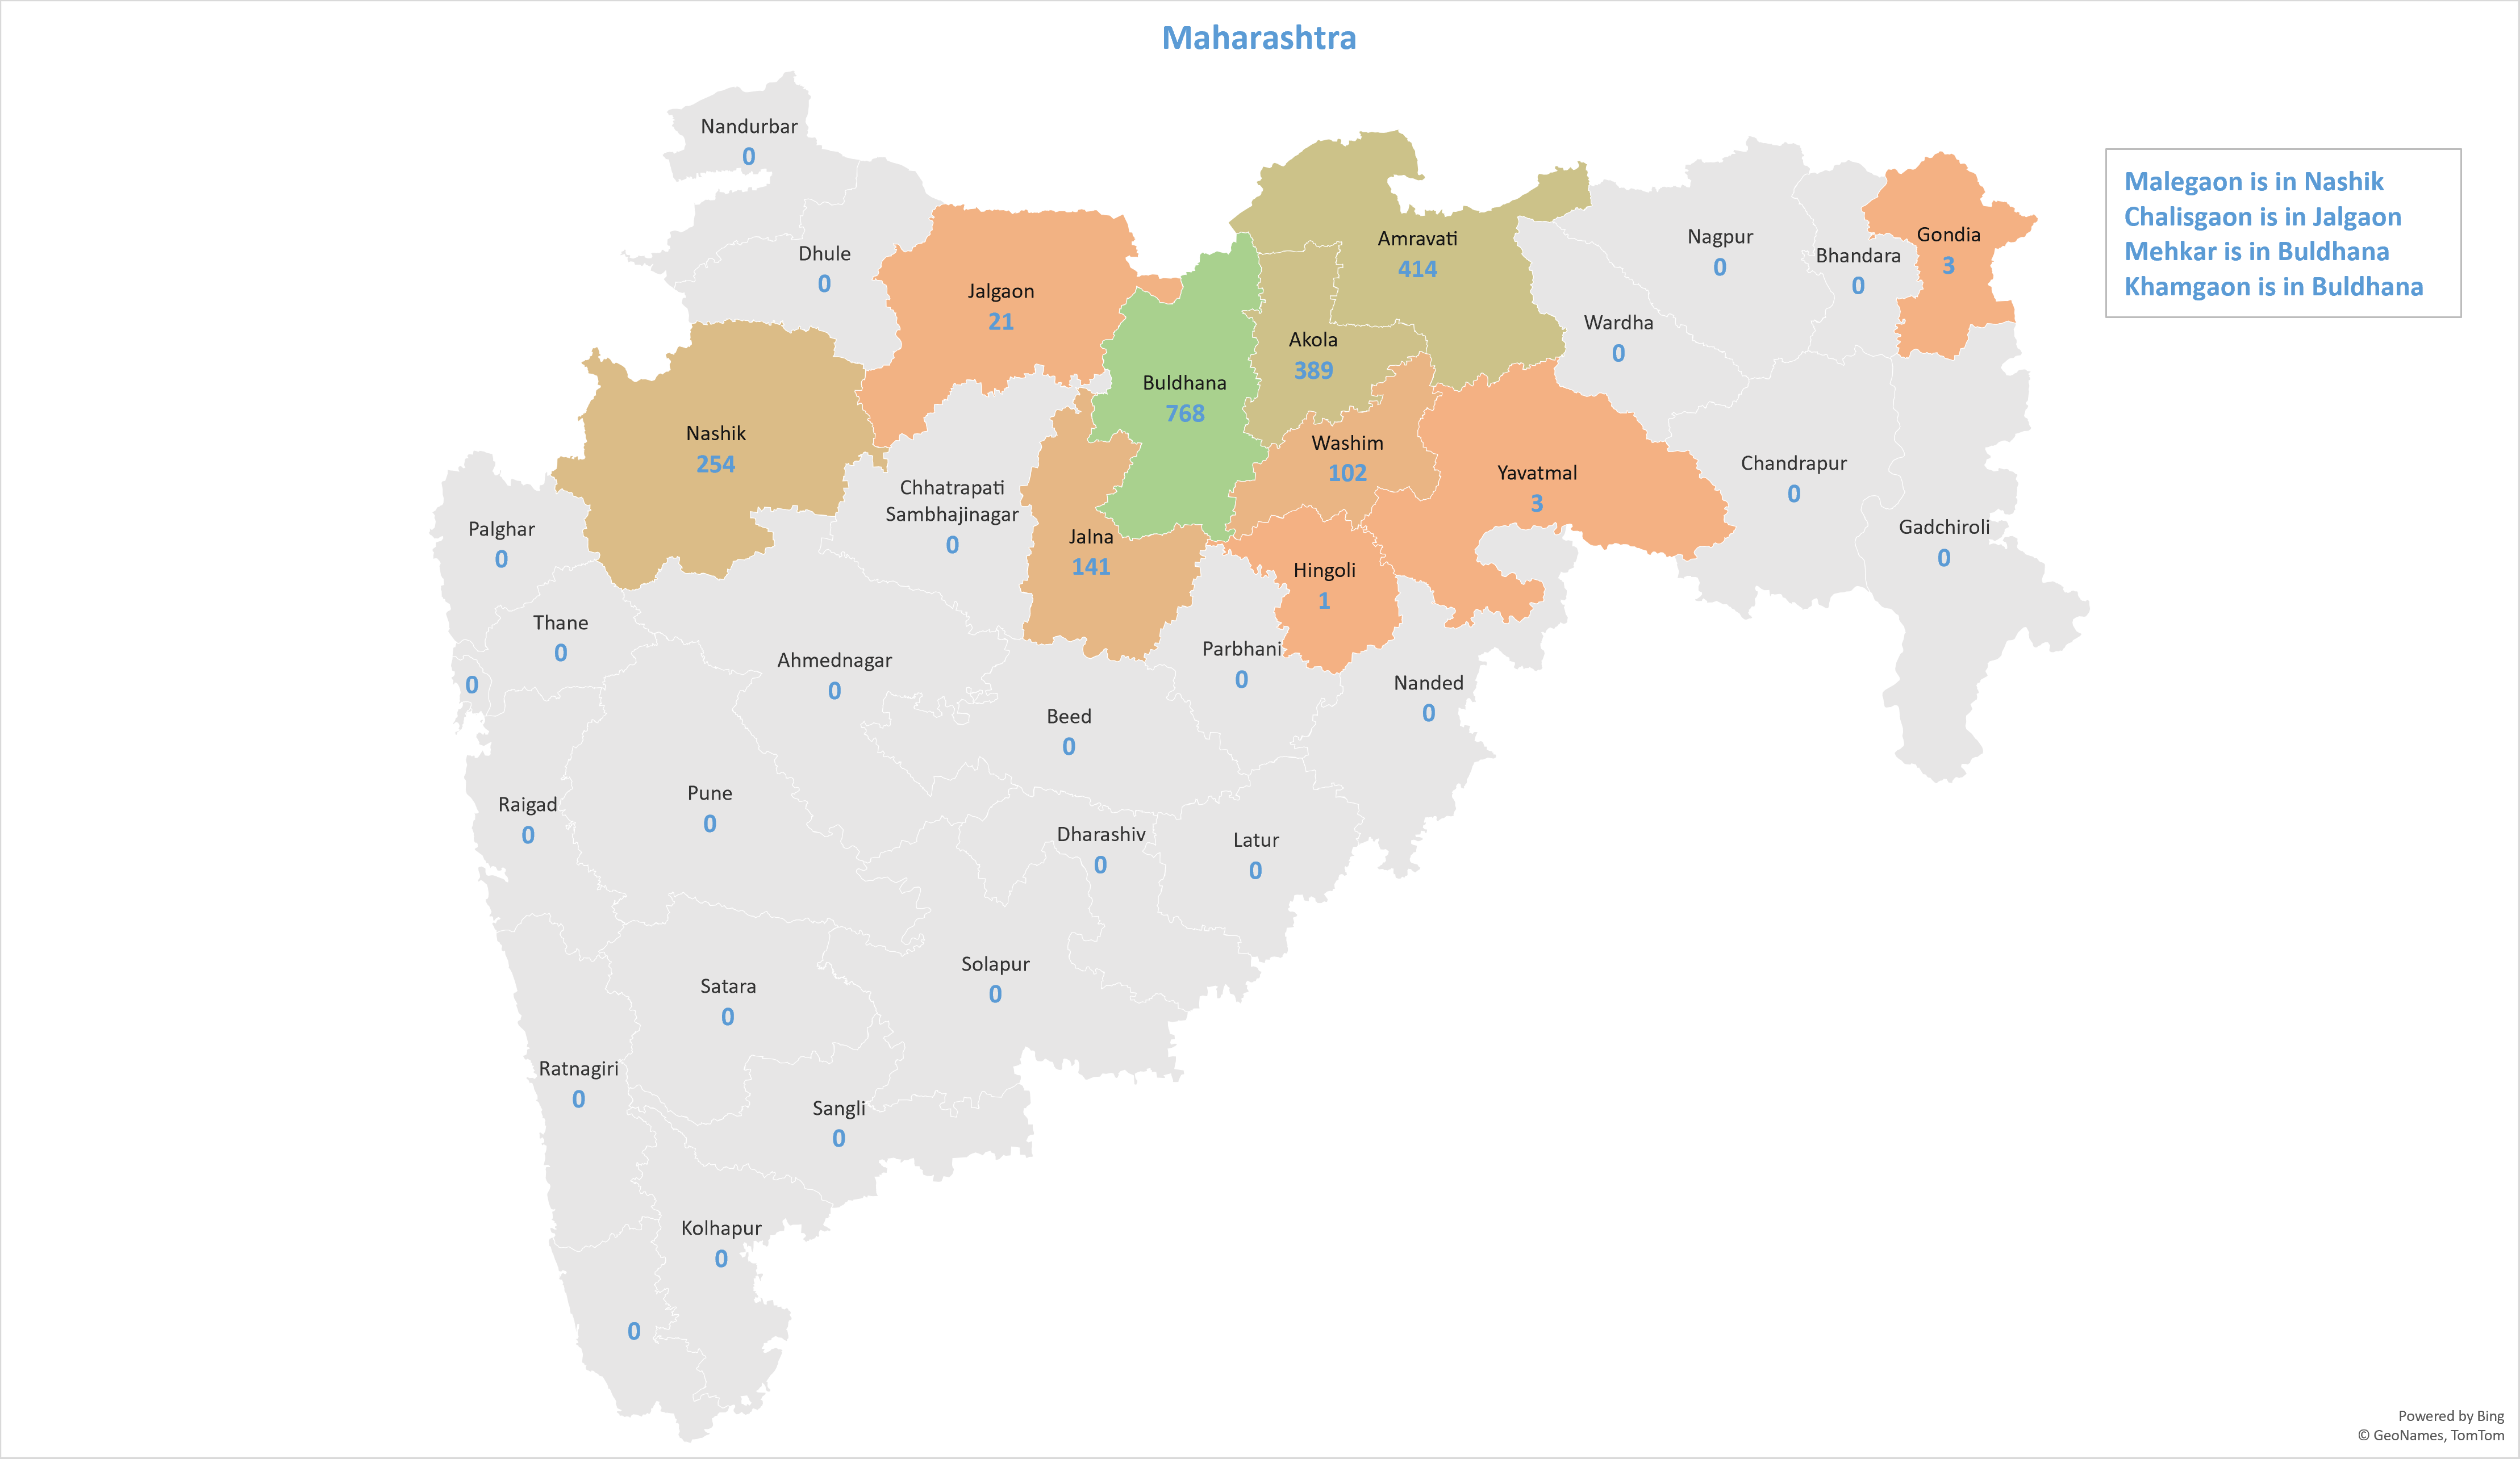 Maharashtra
Nandurbar
0
Malegaon is in Nashik
Chalisgaon is in Jalgaon
Mehkar is in Buldhana
Khamgaon is in Buldhana
Dhule
0
Jalgaon
21
Amravati
414
Nagpur
0
Bhandara
0
Gondia
3
Wardha
0
Akola
389
Buldhana
768
Nashik
254
Washim
102
Yavatmal
3
Chandrapur
0
Chhatrapati
Sambhajinagar
0
Palghar
0
Jalna
141
Gadchiroli
0
Hingoli
1
Thane
0
0
Ahmednagar
0
Parbhani
0
Nanded
0
Beed
0
Raigad
0
Pune
0
Dharashiv
0
Latur
0
Satara
0
Solapur
0
Ratnagiri
0
Sangli
0
Kolhapur
0
0
Powered by Bing
© GeoNames, TomTom